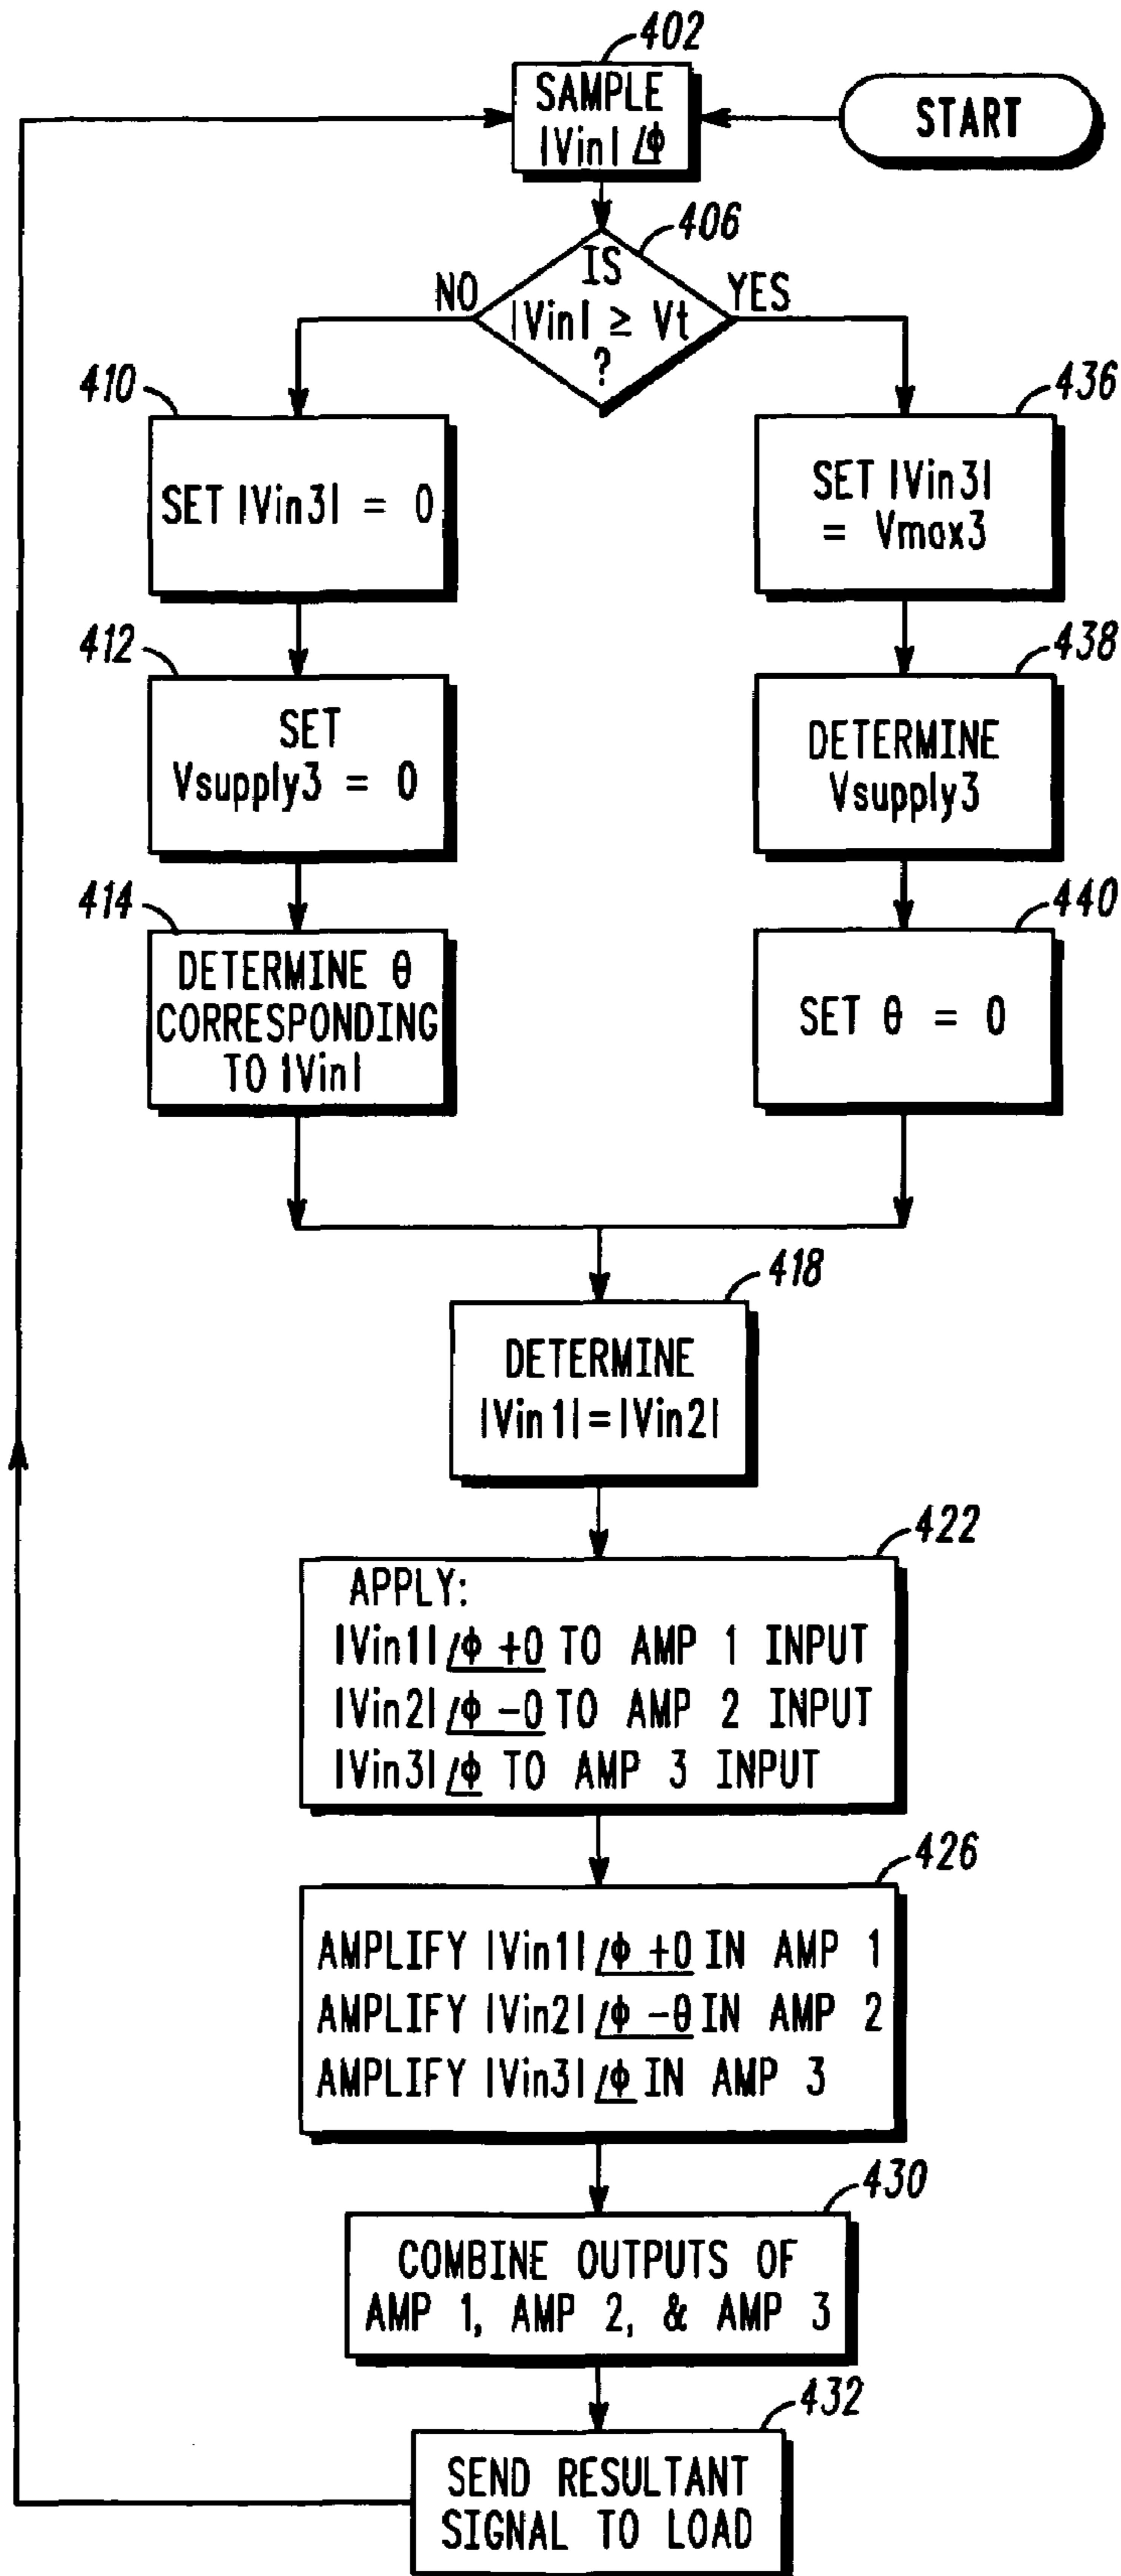 402
SAMPLE
|Vin| /ϕ
START
406
IS
|Vin| ≥ Vt
?
NO
YES
410
SET |Vin3| = 0
436
SET |Vin3|
= Vmax3
412
SET
Vsupply3 = 0
438
DETERMINE
Vsupply3
414
DETERMINE θ
CORRESPONDING
TO |Vin|
440
SET θ = 0
418
DETERMINE
|Vin1|=|Vin2|
422
APPLY:
|Vin1| /ϕ +0 TO AMP 1 INPUT
|Vin2| /ϕ -0 TO AMP 2 INPUT
|Vin3| /ϕ TO AMP 3 INPUT
426
AMPLIFY |Vin1| /ϕ +0 IN AMP 1
AMPLIFY |Vin2| /ϕ -θ IN AMP 2
AMPLIFY |Vin3| /ϕ IN AMP 3
430
COMBINE OUTPUTS OF
AMP 1, AMP 2, & AMP 3
432
SEND RESULTANT
SIGNAL TO LOAD